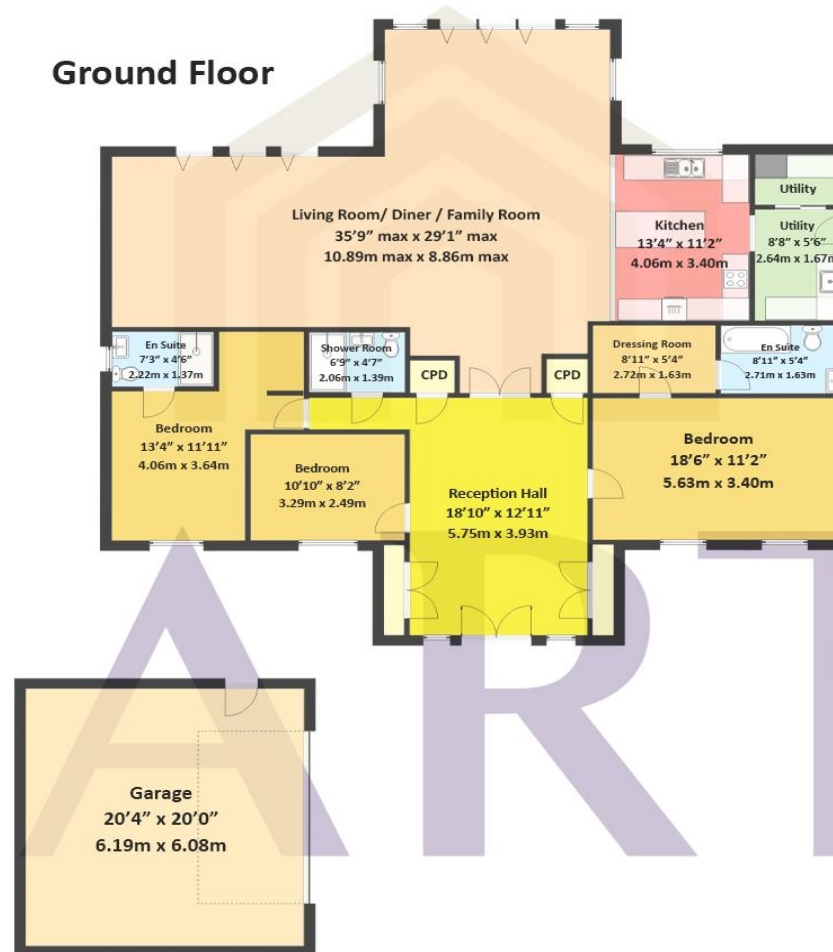 Ground Floor
Living Room/ Diner / Family Room
35'9" max x 29'1" max
10.89m max x 8.86m max
Kitchen
13'4" x 11'2"
4.06m x 3.40m
Utility
Utility
8'8" x 5'6"
2.64m x 1.67m
En Suite
7'3" x 4'6"
2.22m x 1.37m
Shower Room
6'9" x 4'7"
2.06m x 1.39m
CPD
CPD
Dressing Room
8'11" x 5'4"
2.72m x 1.63m
En Suite
8'11" x 5'4"
2.71m x 1.63m
Bedroom
13'4" x 11'11"
4.06m x 3.64m
Bedroom
10'10" x 8'2"
3.29m x 2.49m
Reception Hall
18'10" x 12'11"
5.75m x 3.93m
Bedroom
18'6" x 11'2"
5.63m x 3.40m
ART
Garage
20'4" x 20'0"
6.19m x 6.08m